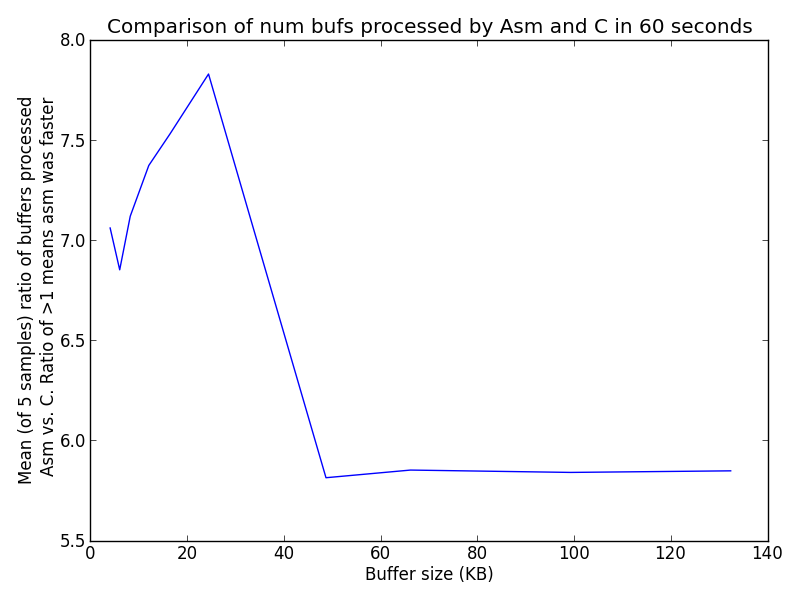 Comparison of num bufs processed by Asm and C in 60 seconds
8.0
7.5
7.0
6.5
6.0
5.5
Mean (of 5 samples) ratio of buffers processed
Asm vs. C. Ratio of >1 means asm was faster
0 20 40 60 80 100 120 140
Buffer size (KB)